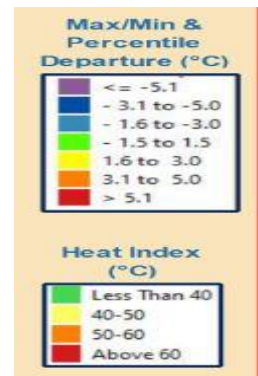 Max/Min &
Percentile
Departure (°C)
<= -5.1
- 3.1 to -5.0
- 1.6 to -3.0
- 1.5 to 1.5
1.6 to 3.0
3.1 to 5.0
> 5.1
Heat Index
(°C)
Less Than 40
40-50
50-60
Above 60